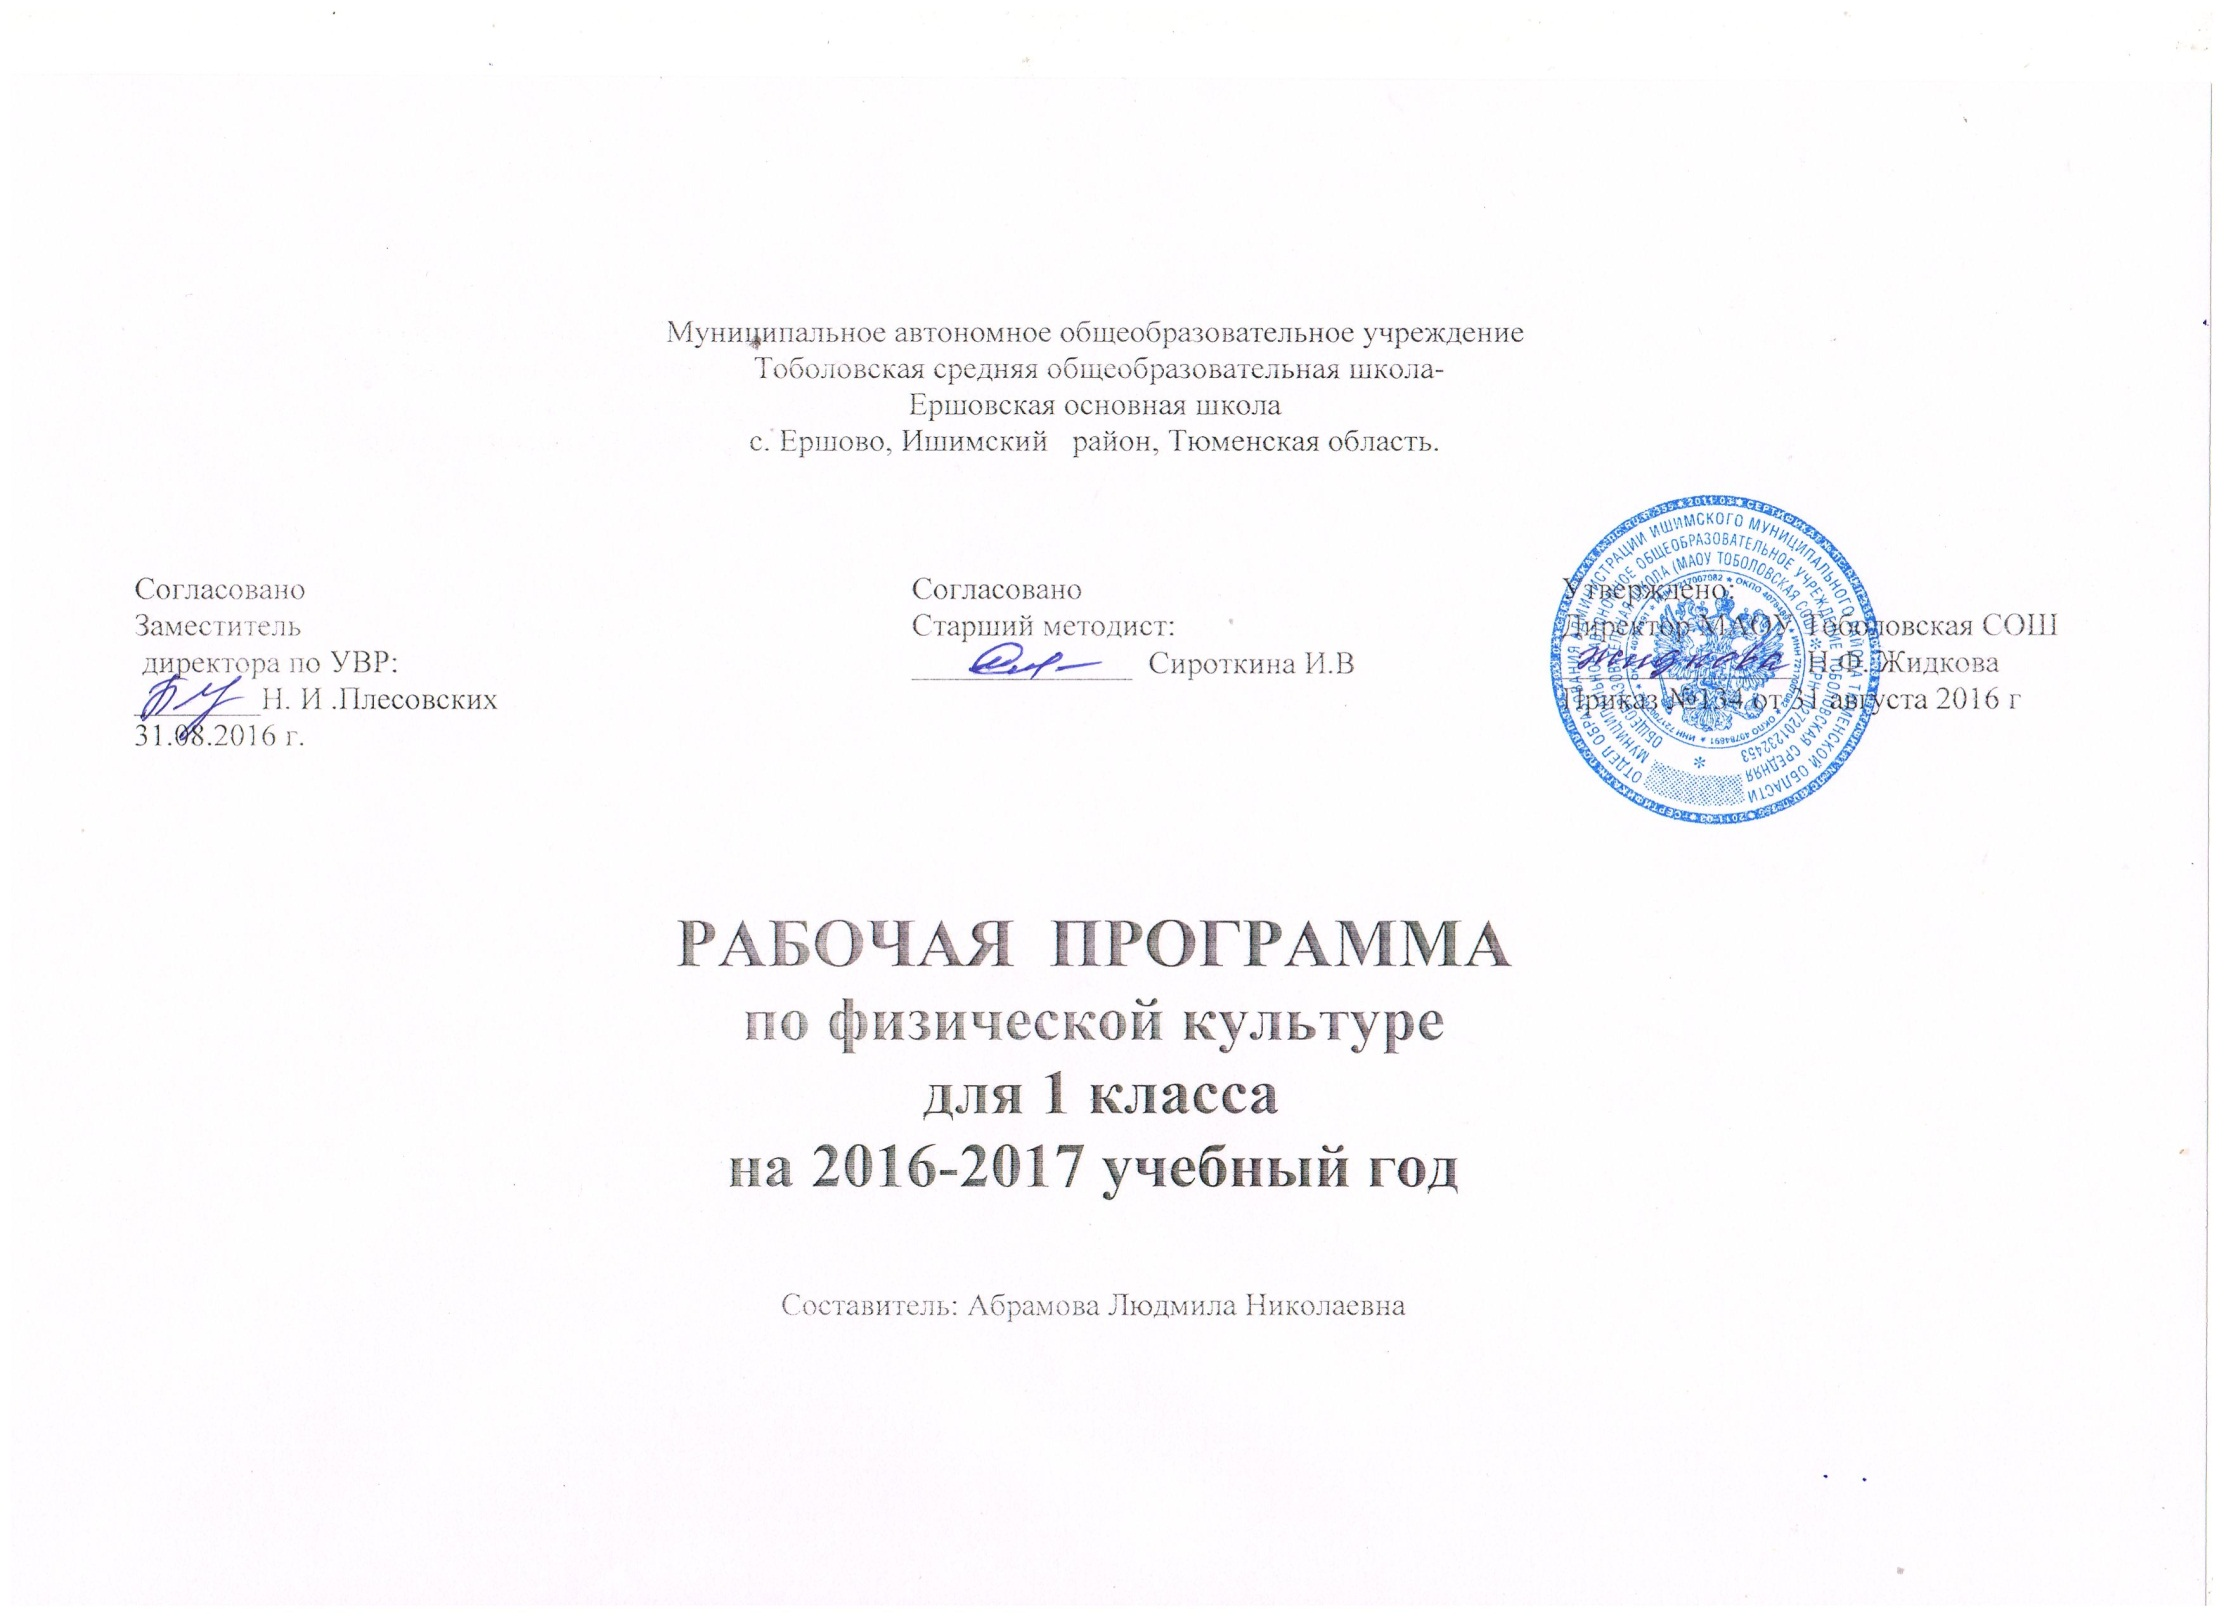 Муниципальное автономное общеобразовательное учреждение
Тоболовская средняя общеобразовательная школа-
Ершовская основная школа
с. Ершово, Ишимский район, Тюменская область.
Согласовано
Заместитель
директора по УВР:
Н. И .Плесовских
31.08.2016 г.
Согласовано
Старший методист:
Сироткина И.В
Утверждено:
Директор МАОУ Тоболовская СОШ
Жидкова Н.Ф. Жидкова
Приказ №134 от 31 августа 2016 г
РАБОЧАЯ ПРОГРАММА
по физической культуре
для 1 класса
на 2016-2017 учебный год
Составитель: Абрамова Людмила Николаевна